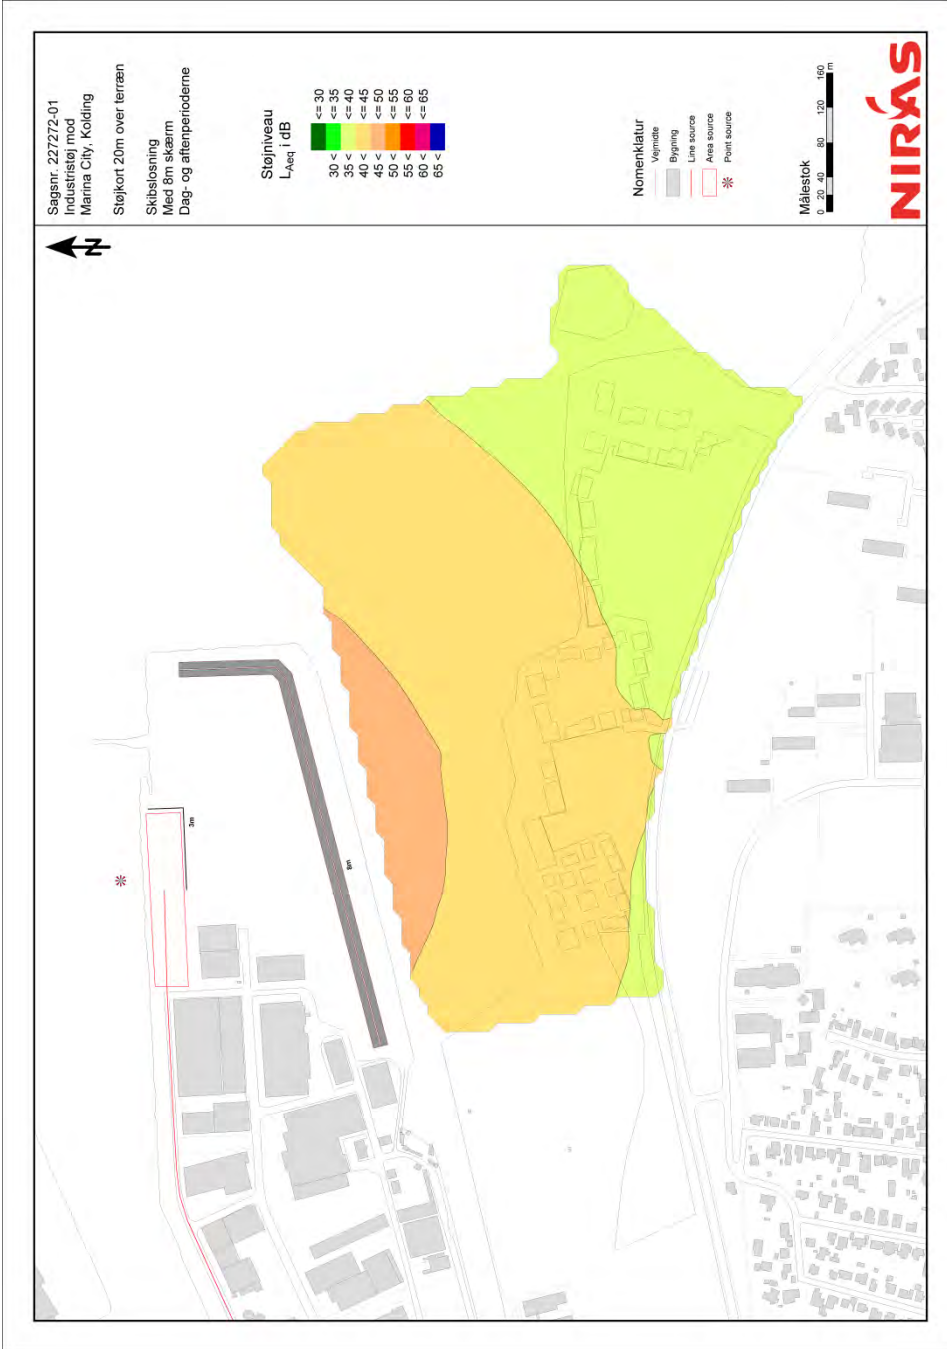 Sagsnr. 227272-01
Industristøj mod
Marina City, Kolding
Støjkort 20m over terræn
Skibslosning
Med 8m skærm
Dag- og aftenperioderne
Støjniveau
LAeq i dB
<= 30
30 < <= 35
35 < <= 40
40 < <= 45
45 < <= 50
50 < <= 55
55 < <= 60
60 < <= 65
65 <
Nomenklatur
Vejmidte
Bygning
Line source
Area source
Point source
Målestok
0 20 40 80 120 160
m
NIRÁS
N
3m
8m